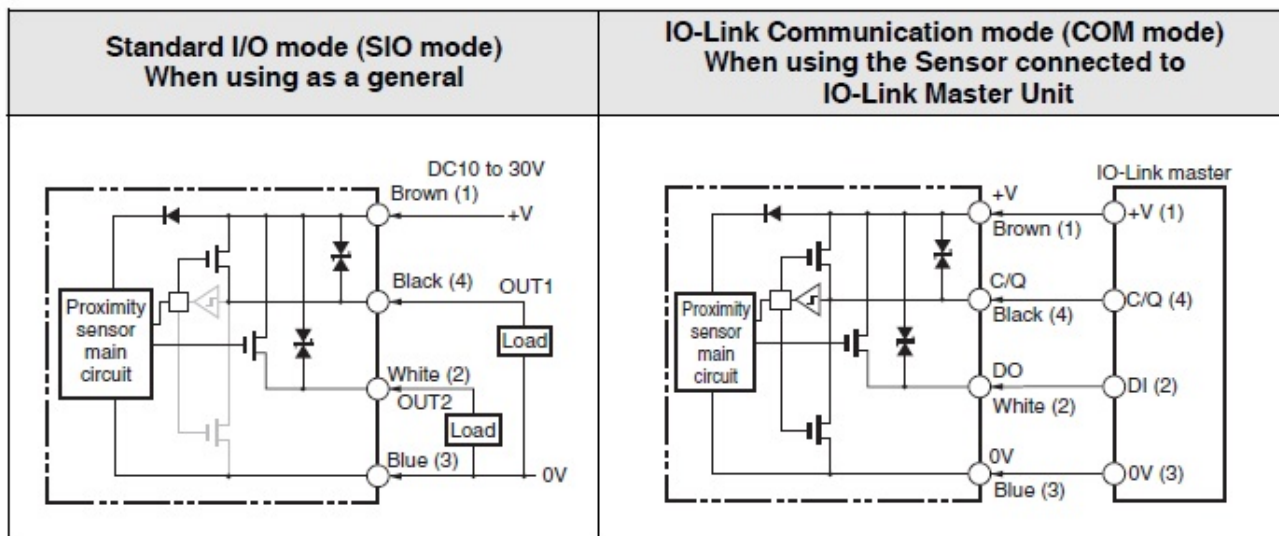 Standard I/O mode (SIO mode)
When using as a general
IO-Link Communication mode (COM mode)
When using the Sensor connected to
IO-Link Master Unit
DC10 to 30V
Brown (1)
+V
Black (4)
OUT1
Proximity
sensor
main
circuit
Load
White (2)
OUT2
Load
Blue (3)
0V
IO-Link master
+V
+V (1)
Brown (1)
C/Q
C/Q (4)
Black (4)
Proximity
sensor
main
circuit
DO
DI (2)
White (2)
0V
0V (3)
Blue (3)